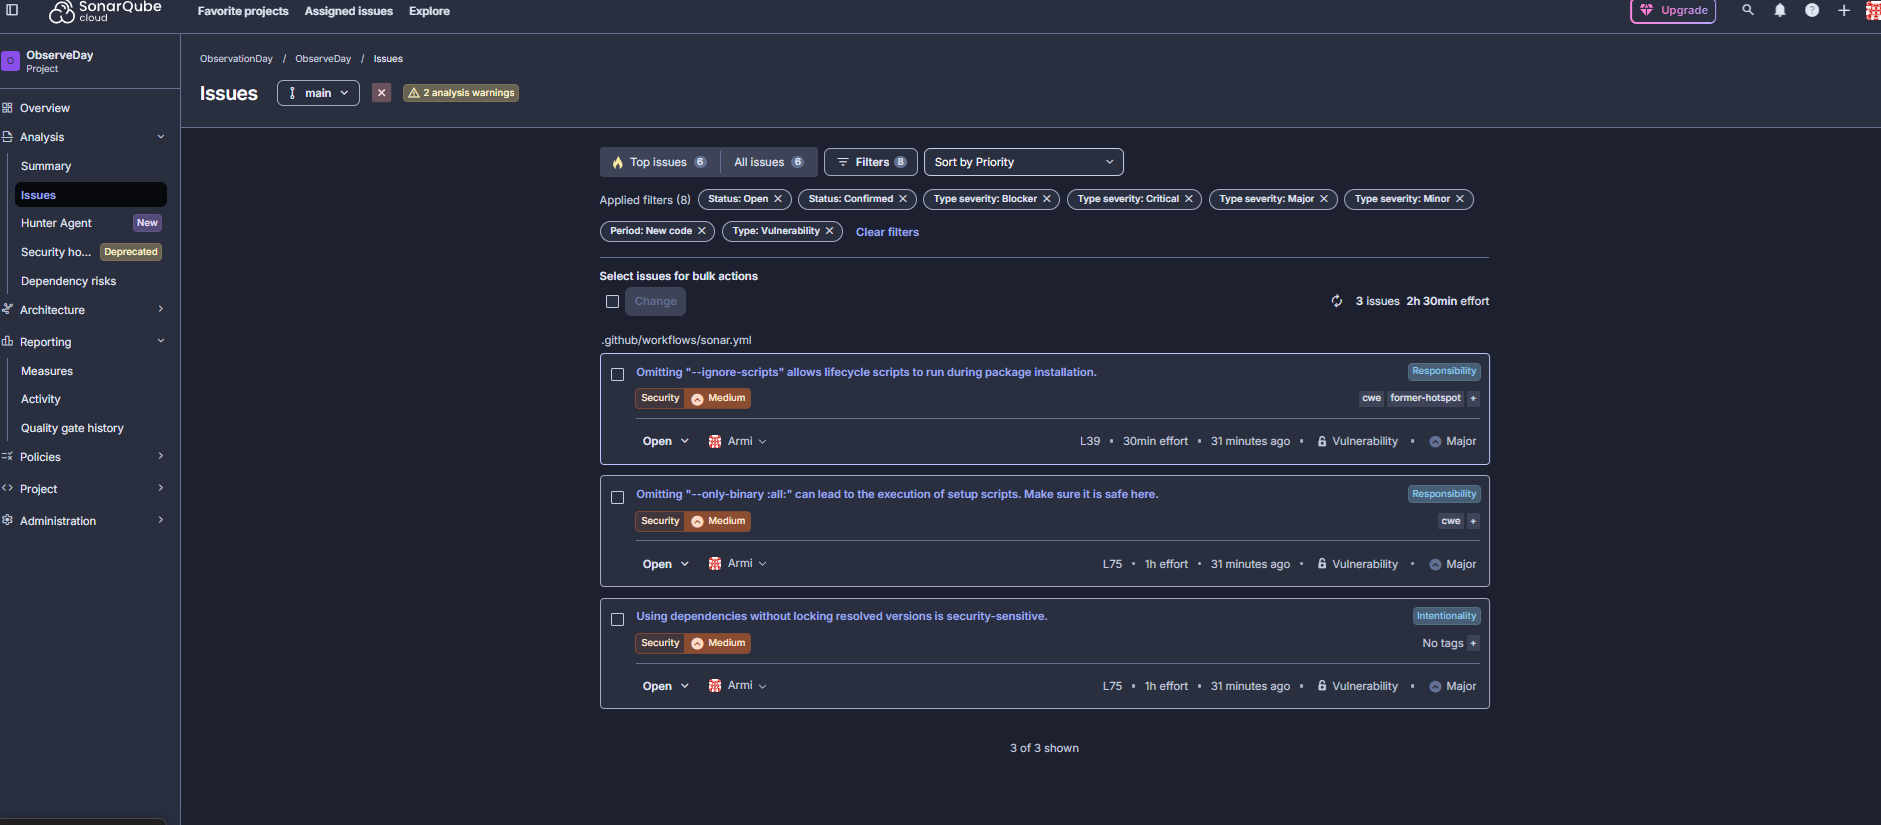 SonarQube cloud
Favorite projects Assigned issues Explore
Upgrade
?
O
ObserveDay
Project
Overview
Analysis
Summary
Issues
Hunter Agent New
Security ho... Deprecated
Dependency risks
Architecture
Reporting
Measures
Activity
Quality gate history
Policies
Project
Administration
ObservationDay / ObserveDay / Issues
Issues main 2 analysis warnings
Top issues 6 All issues 6 Filters 8 Sort by Priority
Applied filters (8) Status: Open Status: Confirmed Type severity: Blocker Type severity: Critical Type severity: Major Type severity: Minor
Period: New code Type: Vulnerability Clear filters
Select issues for bulk actions
Change 3 issues 2h 30min effort
.github/workflows/sonar.yml
Omitting "--ignore-scripts" allows lifecycle scripts to run during package installation. Responsibility
Security Medium cwe former-hotspot +
Open Armi L39 • 30min effort • 31 minutes ago • Vulnerability • Major
Omitting "--only-binary :all:" can lead to the execution of setup scripts. Make sure it is safe here. Responsibility
Security Medium cwe +
Open Armi L75 • 1h effort • 31 minutes ago • Vulnerability • Major
Using dependencies without locking resolved versions is security-sensitive. Intentionality
Security Medium No tags +
Open Armi L75 • 1h effort • 31 minutes ago • Vulnerability • Major
3 of 3 shown